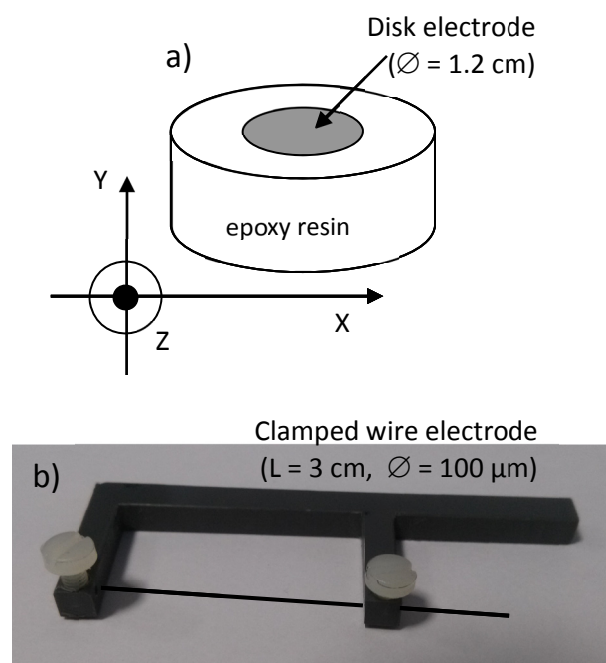 Disk electrode
(∅ = 1.2 cm)
a)
Y
epoxy resin
X
Z
Clamped wire electrode
(L = 3 cm, ∅ = 100 µm)
b)